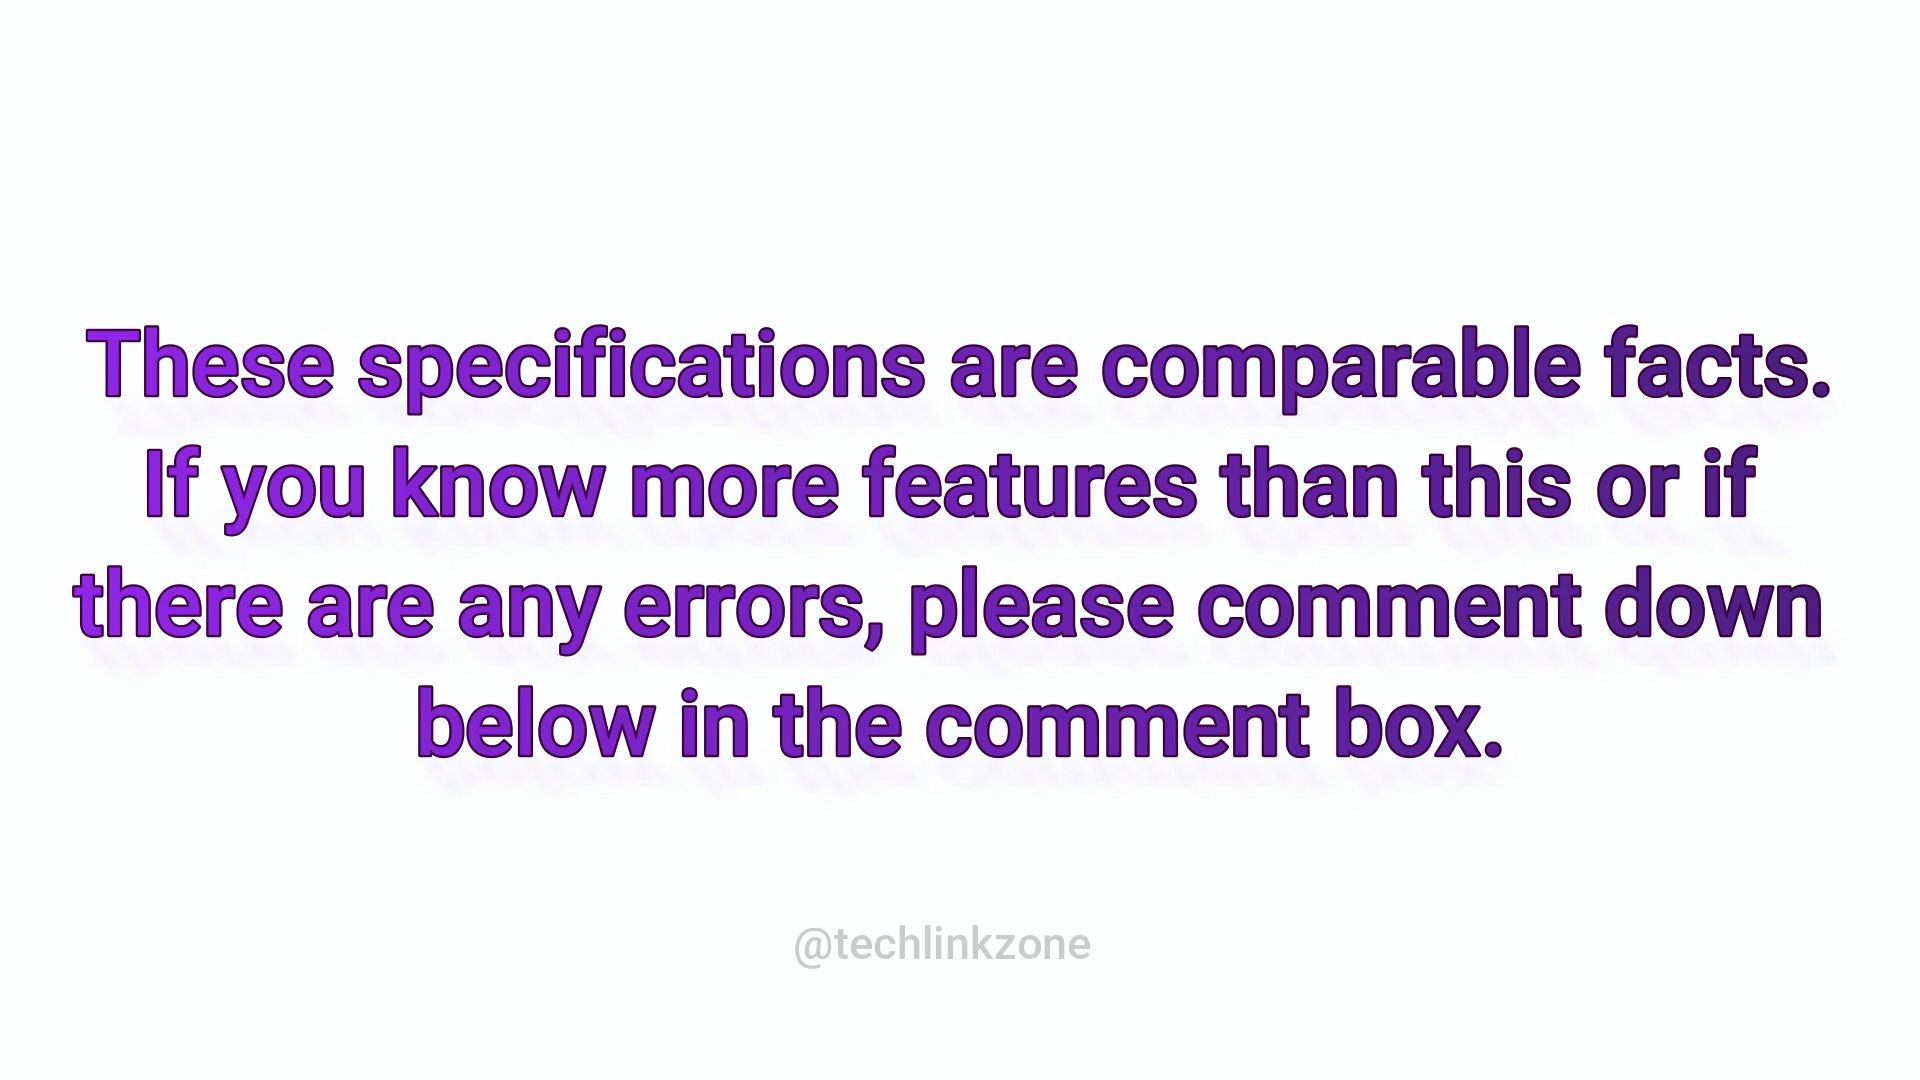 These specifications are comparable facts.
If you know more features than this or if
there are any errors, please comment down
below in the comment box.
@techlinkzone